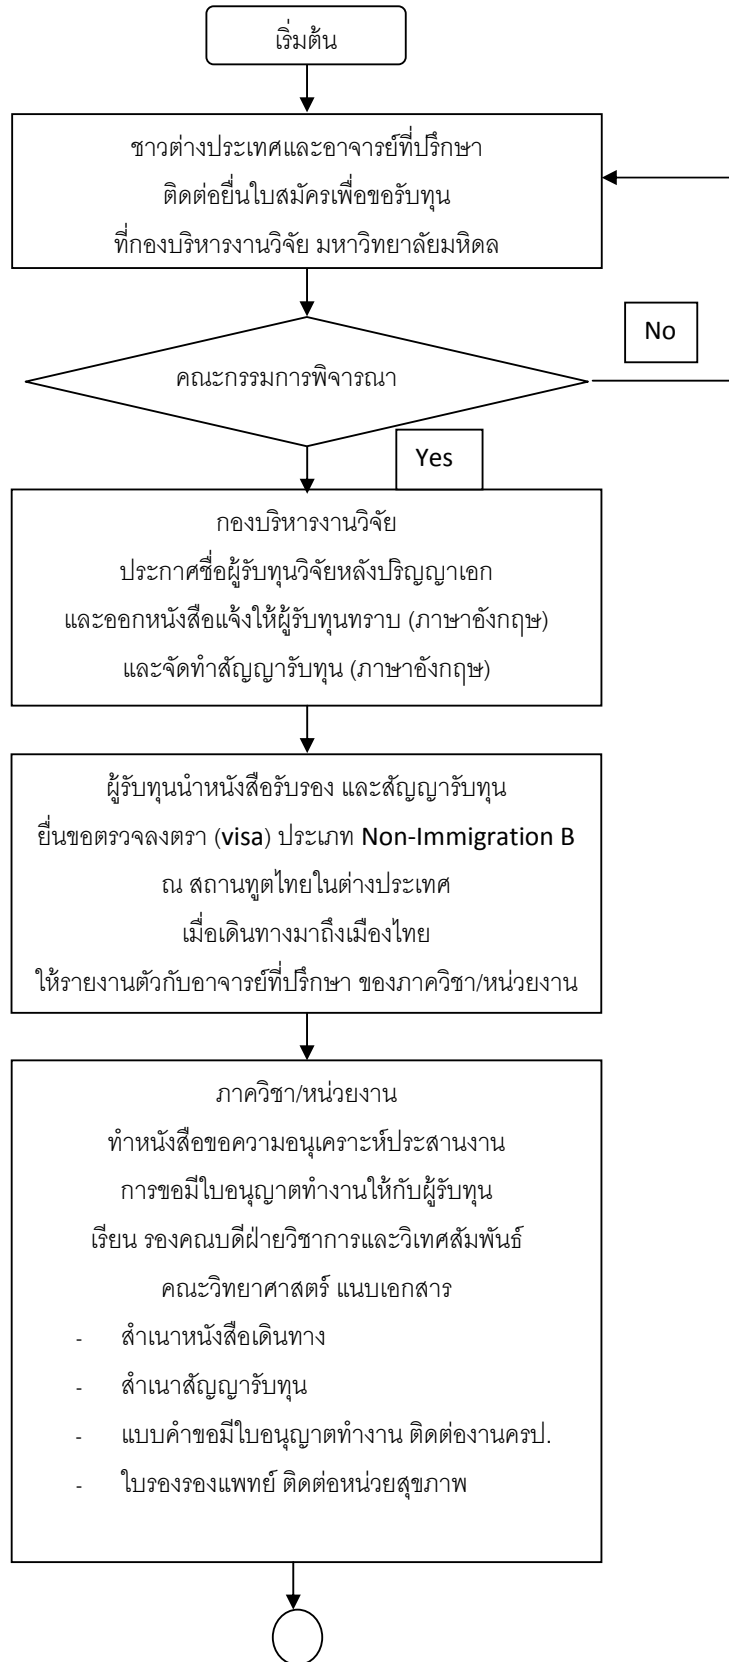 เริ่มต้น
ชาวต่างประเทศและอาจารย์ที่ปรึกษา
ติดต่อยื่นใบสมัครเพื่อขอรับทุน
ที่กองบริหารงานวิจัย มหาวิทยาลัยมหิดล
No
คณะกรรมการพิจารณา
Yes
กองบริหารงานวิจัย
ประกาศชื่อผู้รับทุนวิจัยหลังปริญญาเอก
และออกหนังสือแจ้งให้ผู้รับทุนทราบ (ภาษาอังกฤษ)
และจัดทำสัญญารับทุน (ภาษาอังกฤษ)
ผู้รับทุนนำหนังสือรับรอง และสัญญารับทุน
ยื่นขอตรวจลงตรา (visa) ประเภท Non-Immigration B
ณ สถานทูตไทยในต่างประเทศ
เมื่อเดินทางมาถึงเมืองไทย
ให้รายงานตัวกับอาจารย์ที่ปรึกษา ของภาควิชา/หน่วยงาน
ภาควิชา/หน่วยงาน
ทำหนังสือขอความอนุเคราะห์ประสานงาน
การขอมีใบอนุญาตทำงานให้กับผู้รับทุน
เรียน รองคณบดีฝ่ายวิชาการและวิเทศสัมพันธ์
คณะวิทยาศาสตร์ แนบเอกสาร
- สำเนาหนังสือเดินทาง
- สำเนาสัญญารับทุน
- แบบคำขอมีใบอนุญาตทำงาน ติดต่องานครป.
- ใบรองรองแพทย์ ติดต่อหน่วยสุขภาพ